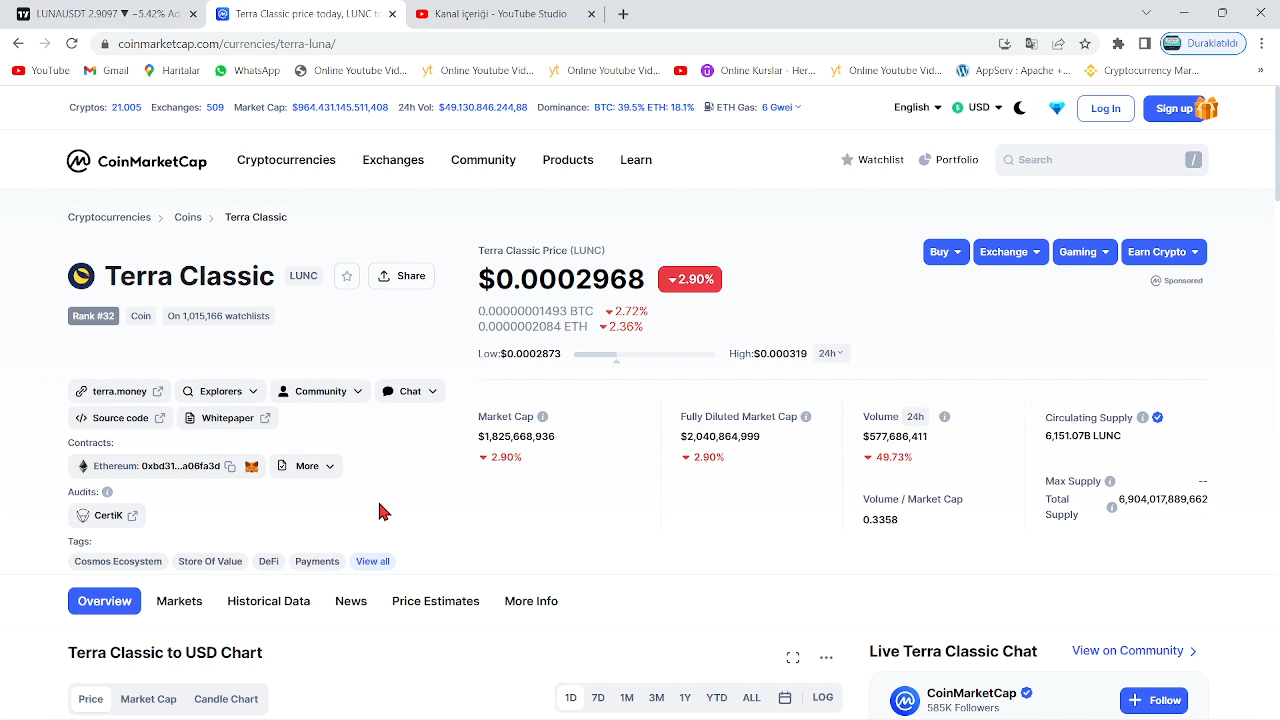 LUNAUSDT 2.9097 ▼ −5.42% Ad
Terra Classic price today, LUNC to
Kanal içeriği - YouTube Studio
coinmarketcap.com/currencies/terra-luna/
Duraklatıldı
YouTube
Gmail
Haritalar
WhatsApp
Online Youtube Vid...
Online Youtube Vid...
Online Youtube Vid...
Online Kurslar - Her...
Online Youtube Vid...
AppServ : Apache +...
Cryptocurrency Mar...
»
Cryptos: 21.005 Exchanges: 509 Market Cap: $964.431.145.511,408 24h Vol: $49.130.846.244,88 Dominance: BTC: 39.5% ETH: 18.1% ETH Gas: 6 Gwei
English
USD
Log In
Sign up
CoinMarketCap
Cryptocurrencies
Exchanges
Community
Products
Learn
Watchlist
Portfolio
Search
/
Cryptocurrencies > Coins > Terra Classic
Terra Classic LUNC
Share
Rank #32
Coin
On 1,015,166 watchlists
Terra Classic Price (LUNC)
$0.0002968 2.90%
0.00000001493 BTC 2.72%
0.0000002084 ETH 2.36%
Low:$0.0002873
High:$0.000319
24h
Buy
Exchange
Gaming
Earn Crypto
Sponsored
terra.money
Explorers
Community
Chat
Source code
Whitepaper
Contracts:
Ethereum: 0xbd31...a06fa3d
More
Audits:
CertiK
Tags:
Cosmos Ecosystem
Store Of Value
DeFi
Payments
View all
Market Cap
$1,825,668,936
2.90%
Fully Diluted Market Cap
$2,040,864,999
2.90%
Volume 24h
$577,686,411
49.73%
Volume / Market Cap
0.3358
Circulating Supply
6,151.07B LUNC
Max Supply --
Total Supply 6,904,017,889,662
Overview
Markets
Historical Data
News
Price Estimates
More Info
Terra Classic to USD Chart
Price
Market Cap
Candle Chart
1D
7D
1M
3M
1Y
YTD
ALL
LOG
Live Terra Classic Chat
View on Community >
CoinMarketCap
585K Followers
+ Follow